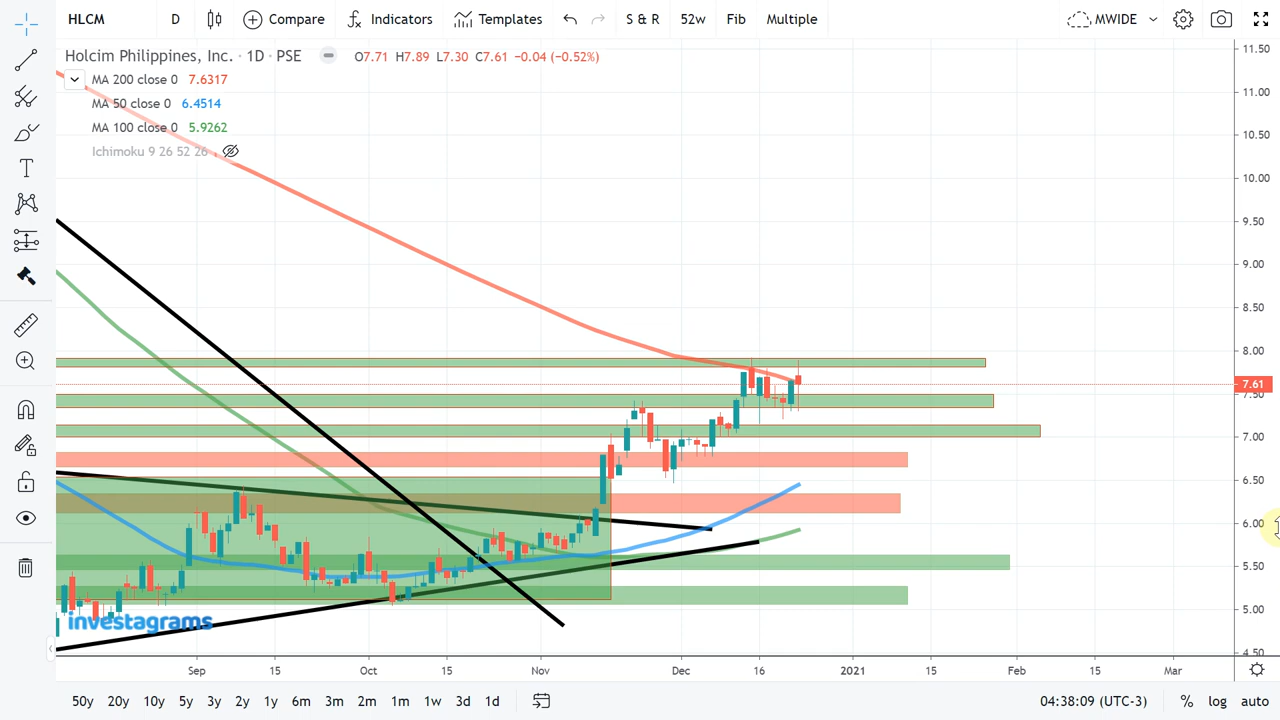 HLCM D Compare Indicators Templates S & R 52w Fib Multiple MWIDE
Holcim Philippines, Inc. · 1D · PSE O7.71 H7.89 L7.30 C7.61 −0.04 (−0.52%)
MA 200 close 0 7.6317
MA 50 close 0 6.4514
MA 100 close 0 5.9262
Ichimoku 9 26 52 26
11.50
11.00
10.50
10.00
9.50
9.00
8.50
8.00
7.61
7.50
7.00
6.50
6.00
5.50
5.00
4.50
investagrams
Sep 15 Oct 15 Nov Dec 16 2021 15 Feb 15 Mar
50y 20y 10y 5y 3y 2y 1y 6m 3m 2m 1m 1w 3d 1d 04:38:09 (UTC-3) % log auto